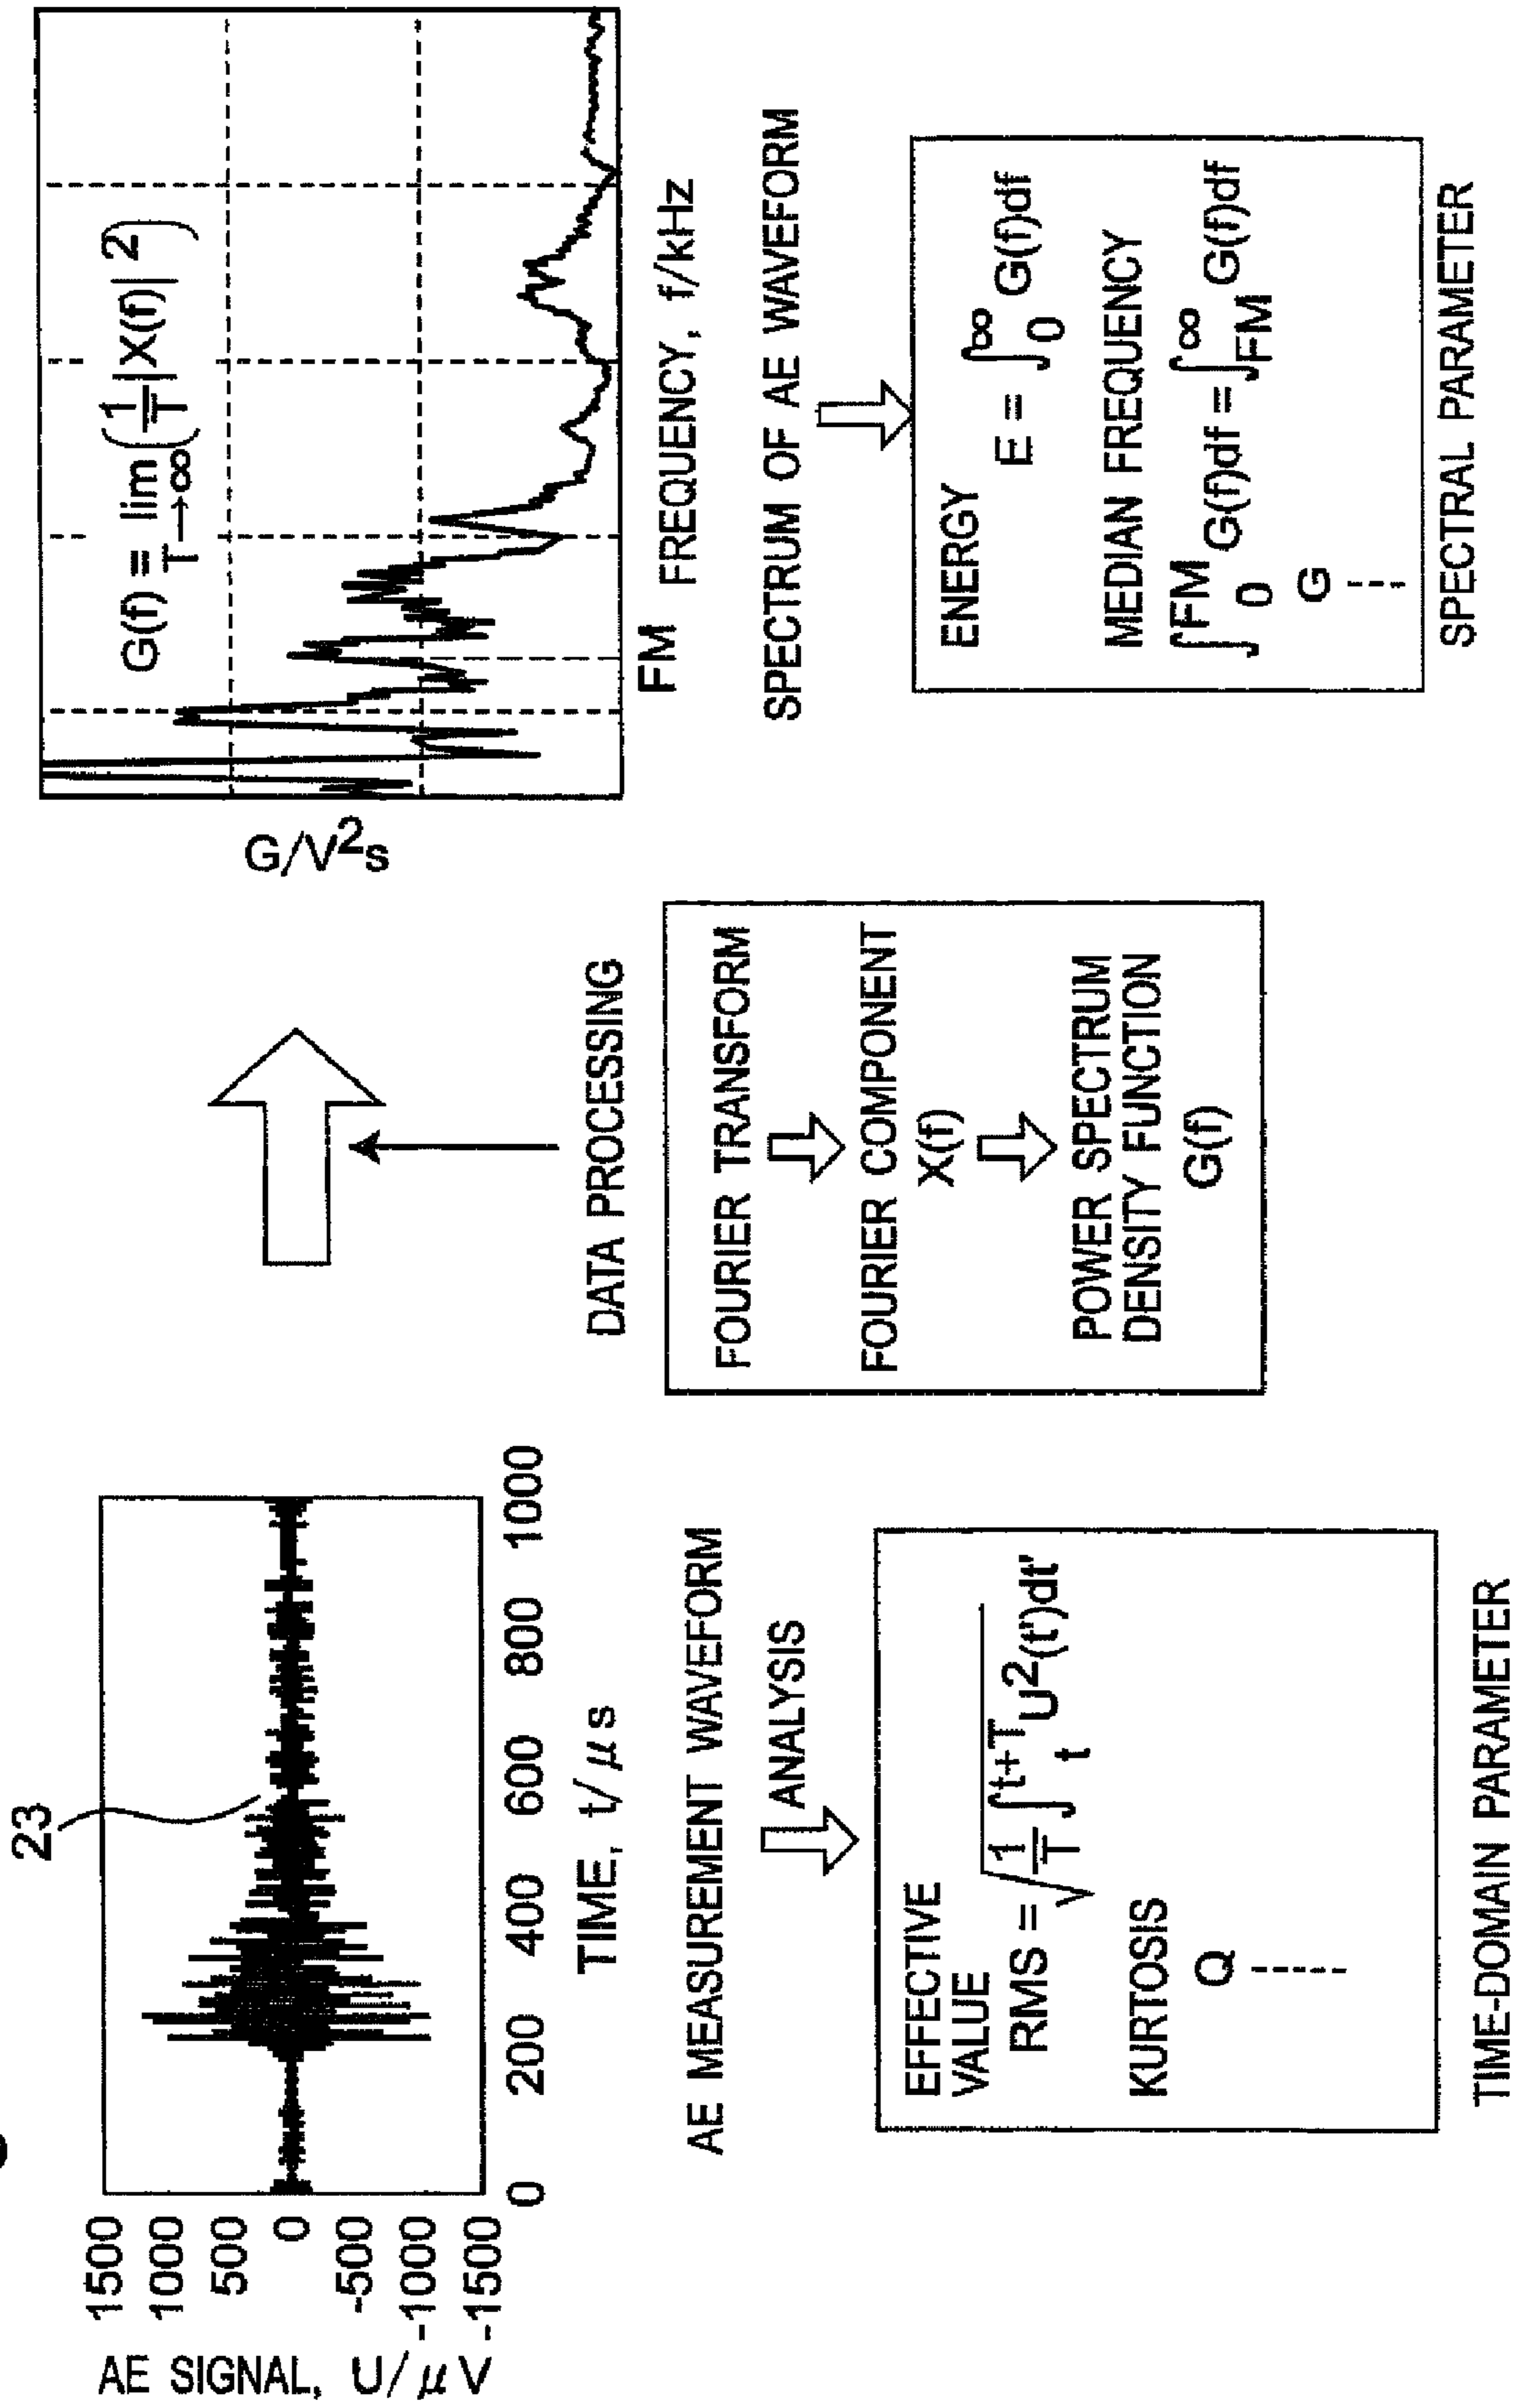 23
1500
1000
500
0
-500
-1000
-1500
AE SIGNAL, U/μV
0 200 400 600 800 1000
TIME, t/μs
AE MEASUREMENT WAVEFORM
ANALYSIS
EFFECTIVE
VALUE
RMS = √ 1/T ∫ t t+T U²(t')dt'
KURTOSIS
Q
TIME-DOMAIN PARAMETER
DATA PROCESSING
FOURIER TRANSFORM
FOURIER COMPONENT
X(f)
POWER SPECTRUM
DENSITY FUNCTION
G(f)
G/V²s
G(f) = lim T→∞ (1/T |X(f)| ²)
FM FREQUENCY, f/kHz
SPECTRUM OF AE WAVEFORM
ENERGY
E = ∫ 0 ∞ G(f)df
MEDIAN FREQUENCY
∫ 0 FM G(f)df = ∫ FM ∞ G(f)df
G
SPECTRAL PARAMETER